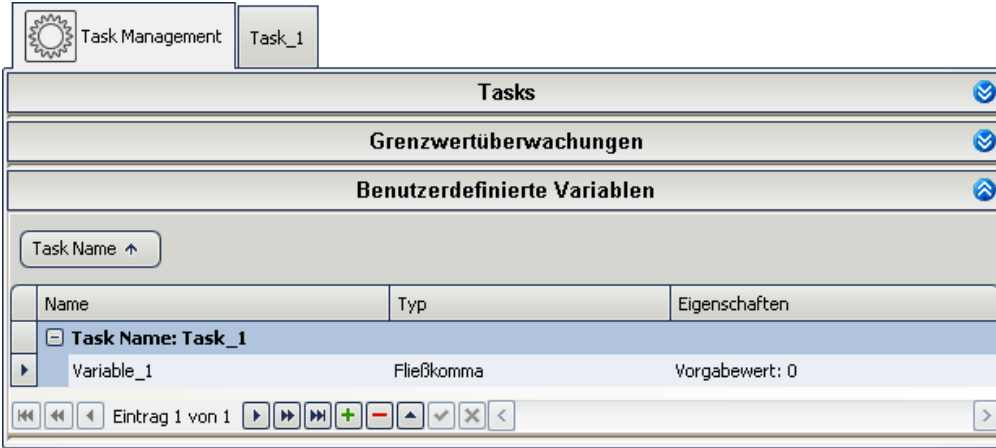 Task Management Task_1
Tasks
Grenzwertüberwachungen
Benutzerdefinierte Variablen
Task Name
Name Typ Eigenschaften
Task Name: Task_1
Variable_1 Fließkomma Vorgabewert: 0
Eintrag 1 von 1